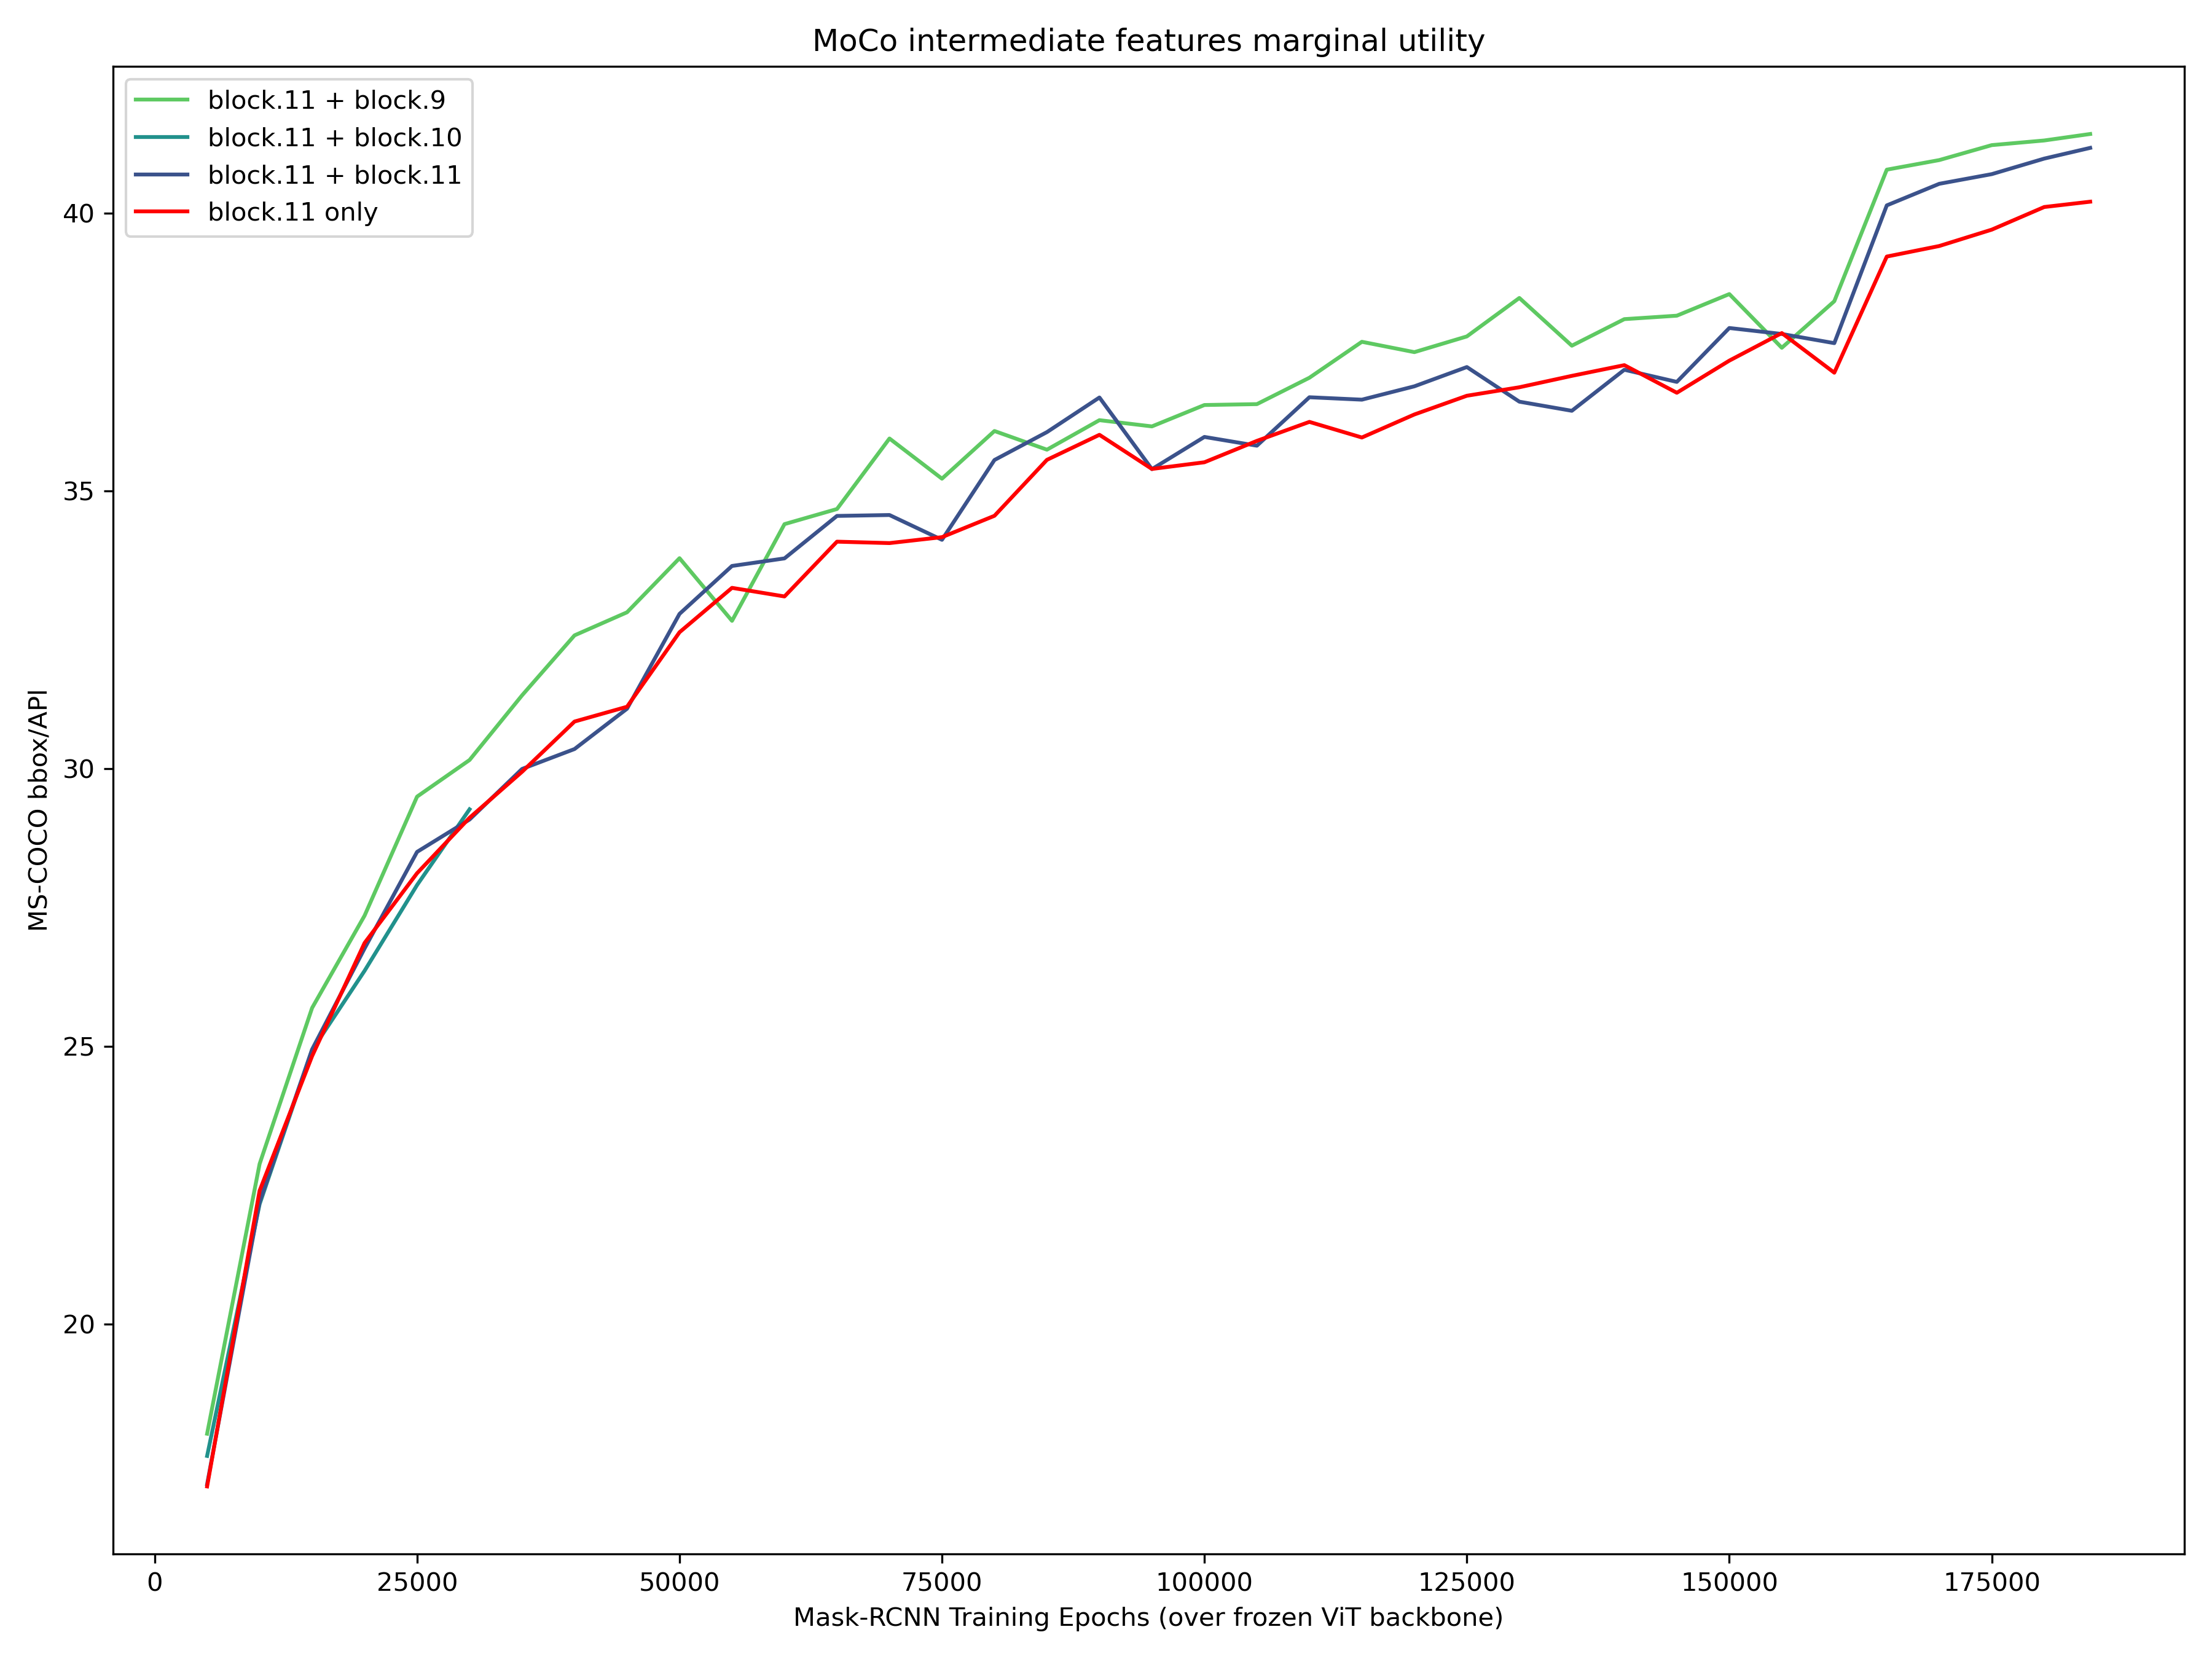 MoCo intermediate features marginal utility
block.11 + block.9
block.11 + block.10
block.11 + block.11
block.11 only
40
35
30
25
20
MS-COCO bbox/API
0 25000 50000 75000 100000 125000 150000 175000
Mask-RCNN Training Epochs (over frozen ViT backbone)